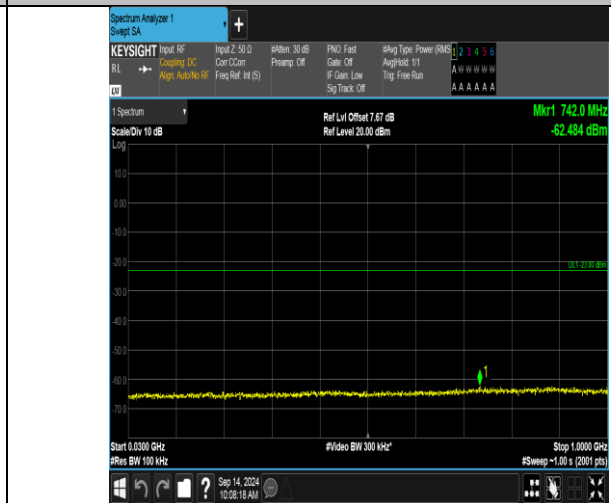 Spectrum Analyzer 1
Swept SA
+
KEYSIGHT Input: RF Input Z: 50 Ω #Atten: 30 dB PNO: Fast #Avg Type: Power (RMS 1 2 3 4 5 6
RL Coupling: DC Corr CCorr Preamp: Off Gate: Off Avg|Hold: 1/1 A W W W W W
Align: Auto/No RF Freq Ref: Int (S) IF Gain: Low Trig: Free Run
Sig Track: Off A A A A A A
LXI
1 Spectrum Ref Lvl Offset 7.67 dB Mkr1 742.0 MHz
Scale/Div 10 dB Ref Level 20.00 dBm -62.484 dBm
Log
10.0
0.00
-10.0
-20.0
DL1 -23.00 dBm
-30.0
-40.0
-50.0
1
-60.0
-70.0
Start 0.0300 GHz #Video BW 300 kHz* Stop 1.0000 GHz
#Res BW 100 kHz #Sweep ~1.00 s (2001 pts)
? Sep 14, 2024
10:08:18 AM